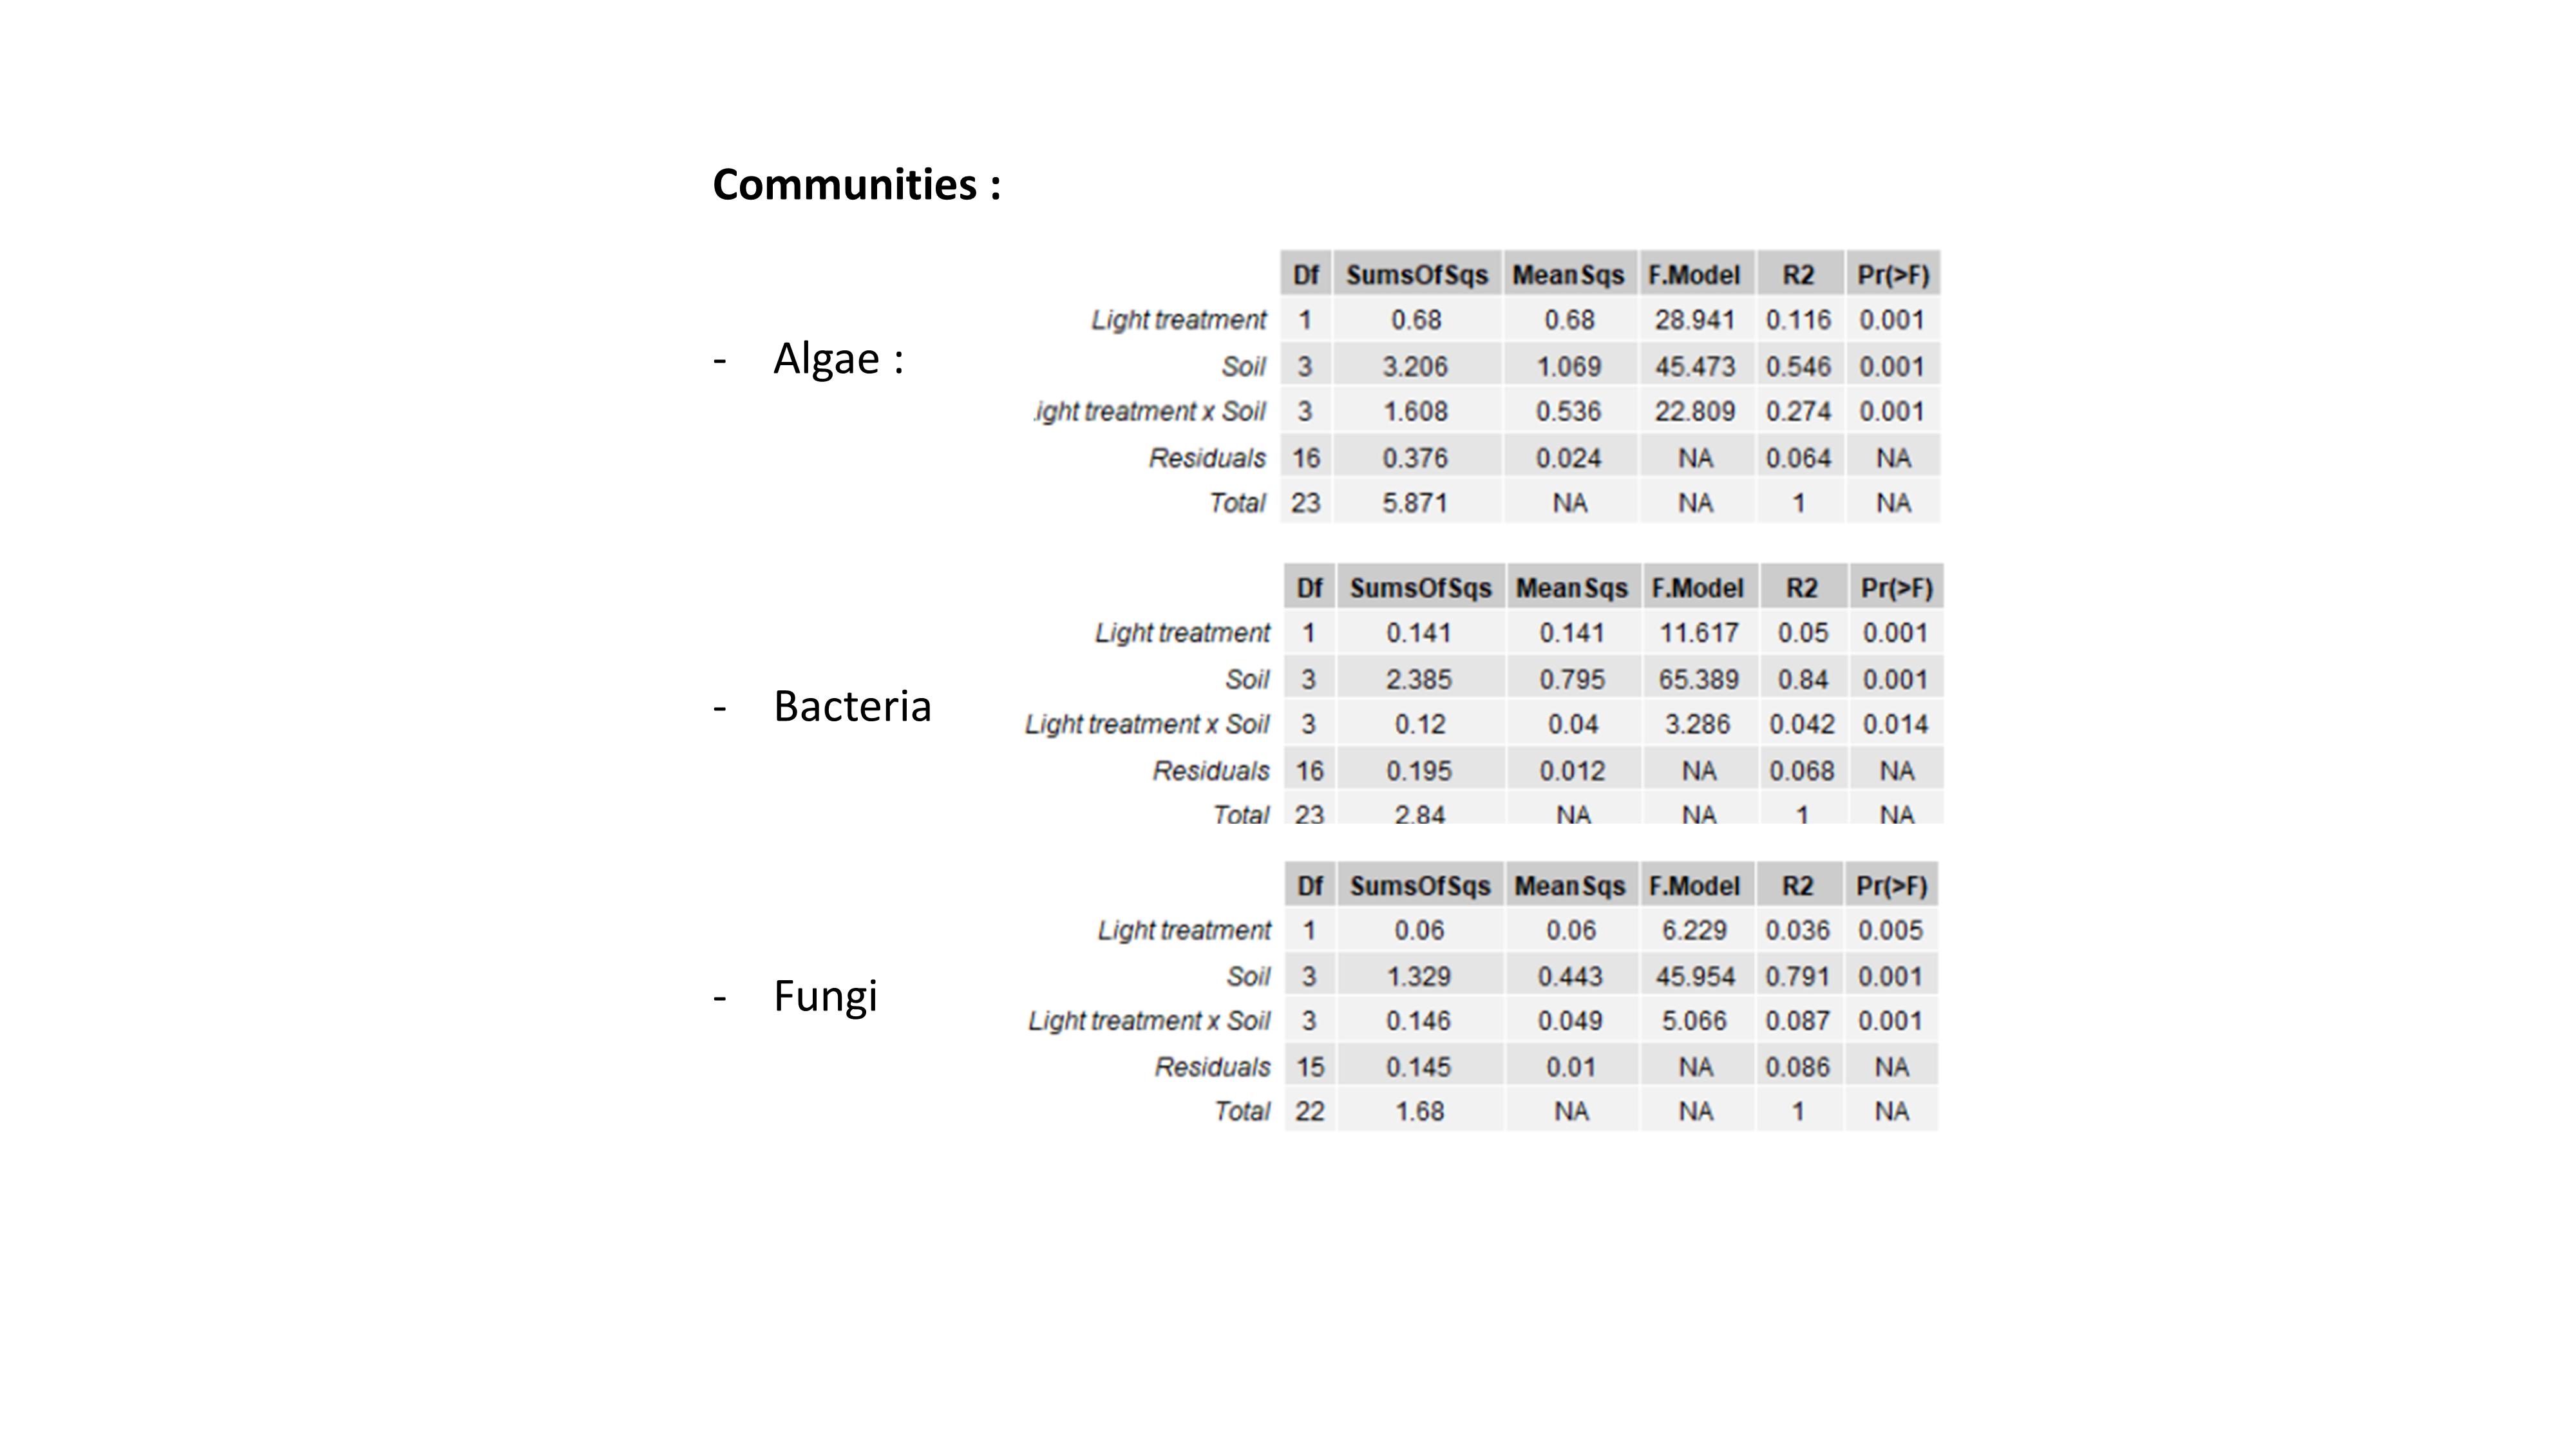 Communities :
Df SumsOfSqs MeanSqs F.Model R2 Pr(>F)
Light treatment 1 0.68 0.68 28.941 0.116 0.001
- Algae :
Soil 3 3.206 1.069 45.473 0.546 0.001
ight treatment x Soil 3 1.608 0.536 22.809 0.274 0.001
Residuals 16 0.376 0.024 NA 0.064 NA
Total 23 5.871 NA NA 1 NA
Df SumsOfSqs MeanSqs F.Model R2 Pr(>F)
Light treatment 1 0.141 0.141 11.617 0.05 0.001
Soil 3 2.385 0.795 65.389 0.84 0.001
- Bacteria
Light treatment x Soil 3 0.12 0.04 3.286 0.042 0.014
Residuals 16 0.195 0.012 NA 0.068 NA
Total 23 2.84 NA NA 1 NA
Df SumsOfSqs MeanSqs F.Model R2 Pr(>F)
Light treatment 1 0.06 0.06 6.229 0.036 0.005
Soil 3 1.329 0.443 45.954 0.791 0.001
- Fungi
Light treatment x Soil 3 0.146 0.049 5.066 0.087 0.001
Residuals 15 0.145 0.01 NA 0.086 NA
Total 22 1.68 NA NA 1 NA